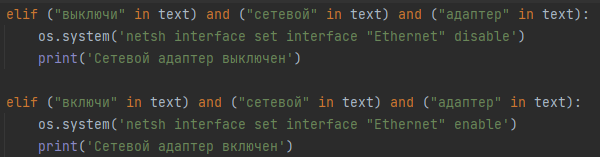 elif ("выключи" in text) and ("сетевой" in text) and ("адаптер" in text):
os.system('netsh interface set interface "Ethernet" disable')
print('Сетевой адаптер выключен')
elif ("включи" in text) and ("сетевой" in text) and ("адаптер" in text):
os.system('netsh interface set interface "Ethernet" enable')
print('Сетевой адаптер включен')